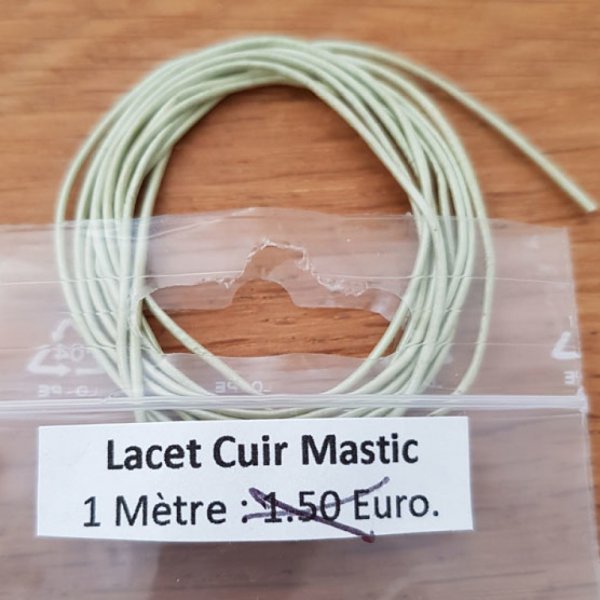 Lacet Cuir Mastic
1 Mètre : 1.50 Euro.